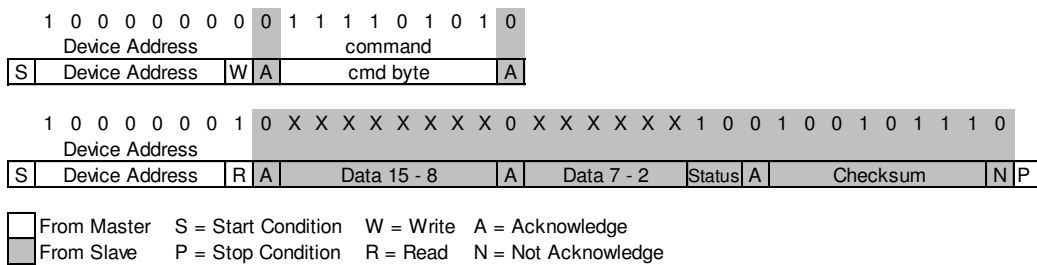 1 0 0 0 0 0 0 0 0 1 1 1 1 0 1 0 1 0
Device Address command
S Device Address W A cmd byte A
1 0 0 0 0 0 0 1 0 X X X X X X X X 0 X X X X X X 1 0 0 1 0 0 1 0 1 1 1 0
Device Address
S Device Address R A Data 15 - 8 A Data 7 - 2 Status A Checksum N P
From Master S = Start Condition W = Write A = Acknowledge
From Slave P = Stop Condition R = Read N = Not Acknowledge